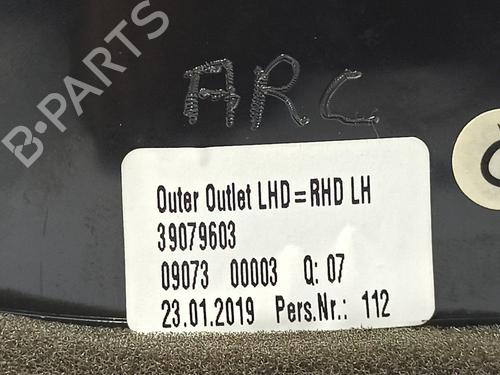 B-PARTS
ARC
Outer Outlet LHD=RHD LH
39079603
09073 00003 Q: 07
23.01.2019 Pers.Nr.: 112